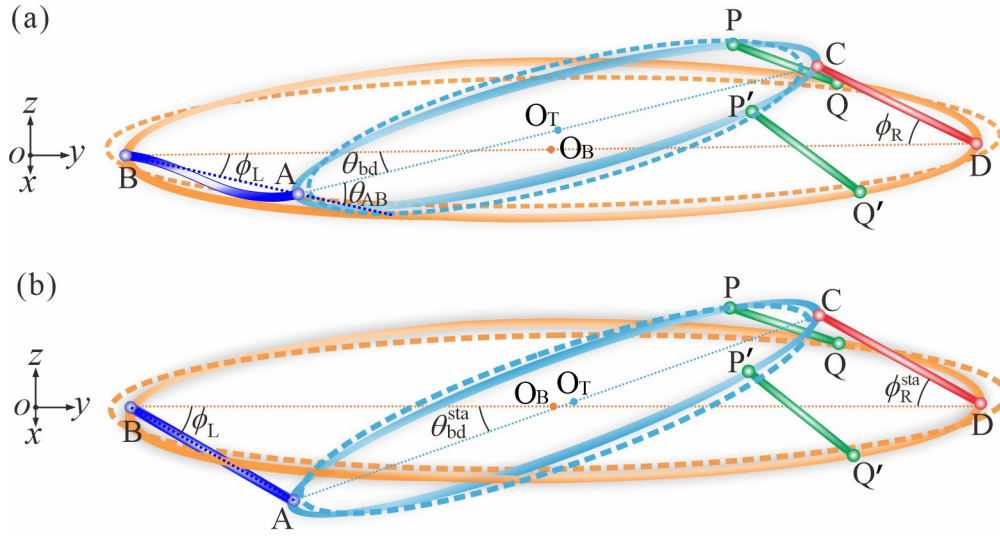 (a)
P
C
z
P′
Q
O_T
ϕ_R
o
y
O_B
x
B
ϕ_L
A
θ_bd
D
θ_AB
Q′
(b)
P
C
z
P′
Q
O_B
O_T
ϕ_R^sta
o
y
x
B
ϕ_L
θ_bd^sta
D
Q′
A